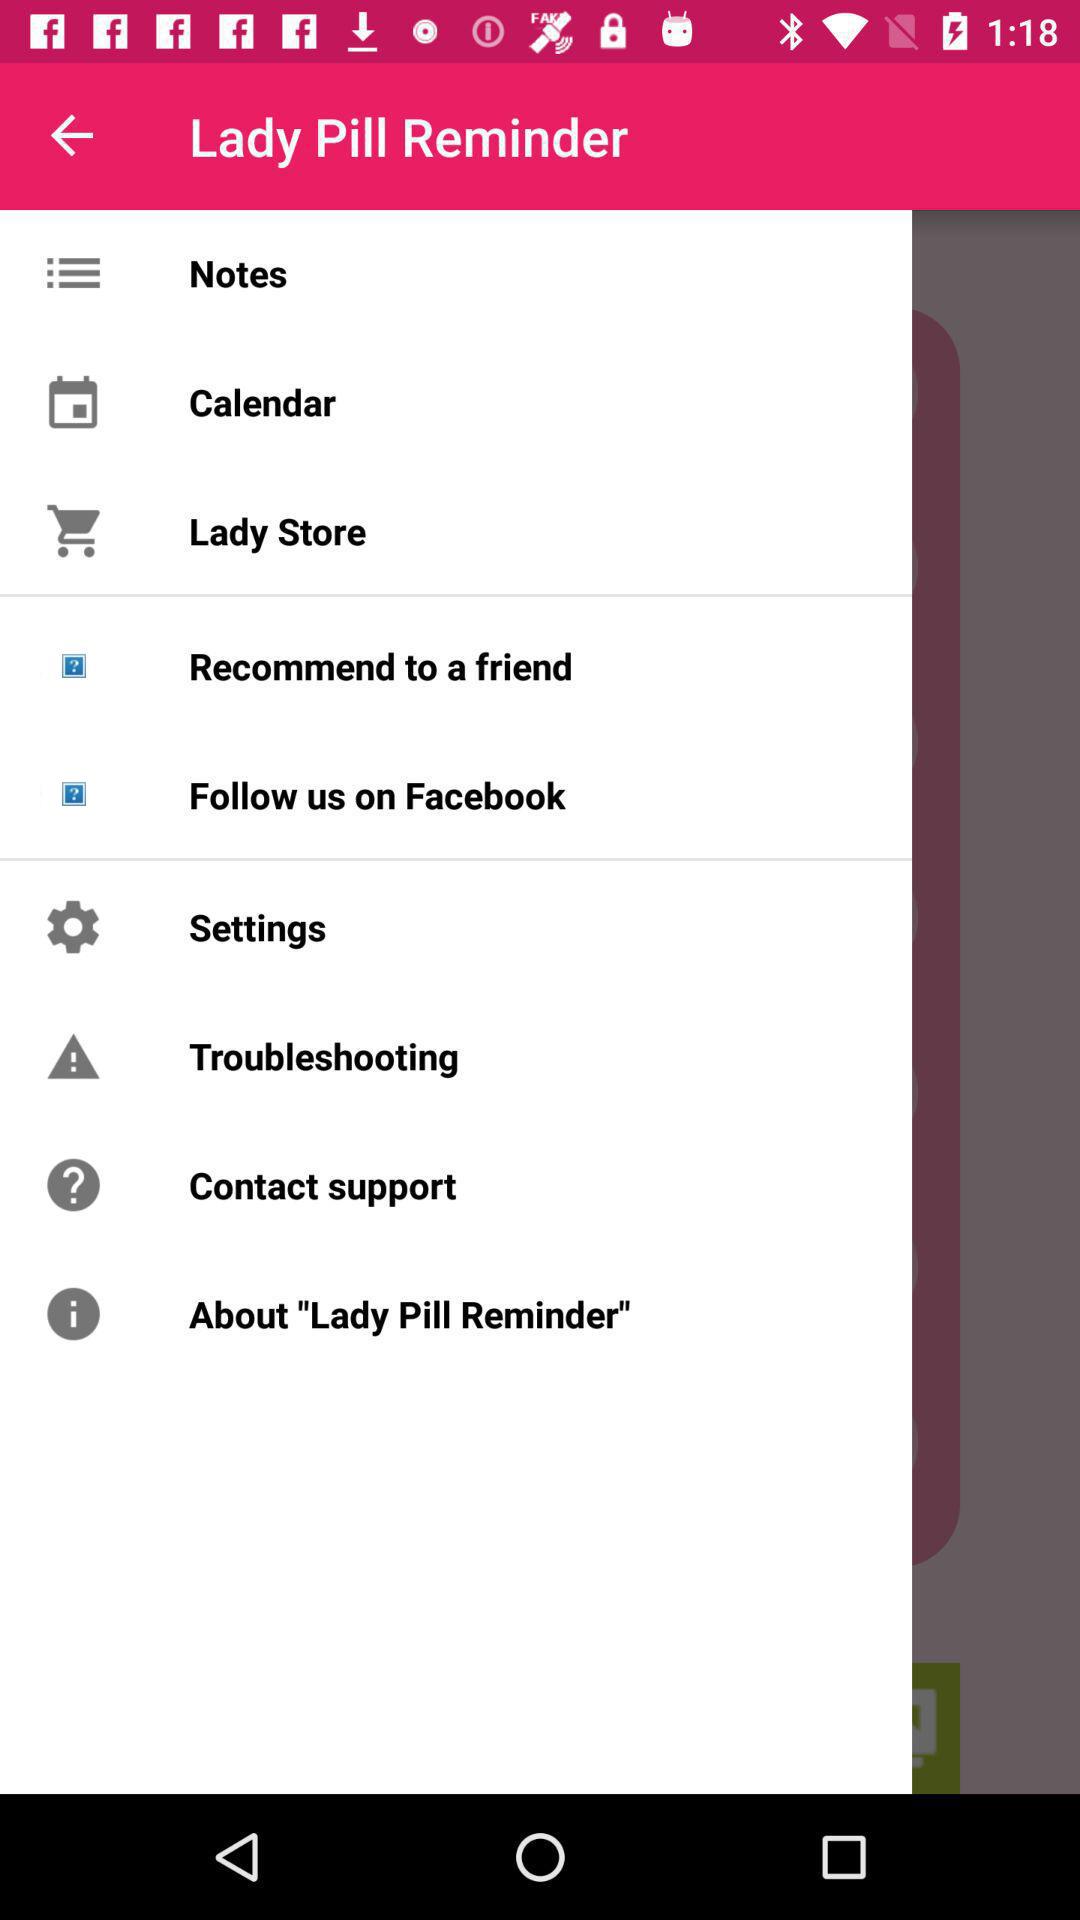 FAKE 1:18
Lady Pill Reminder
Notes
Calendar
Lady Store
Recommend to a friend
Follow us on Facebook
Settings
Troubleshooting
Contact support
About "Lady Pill Reminder"